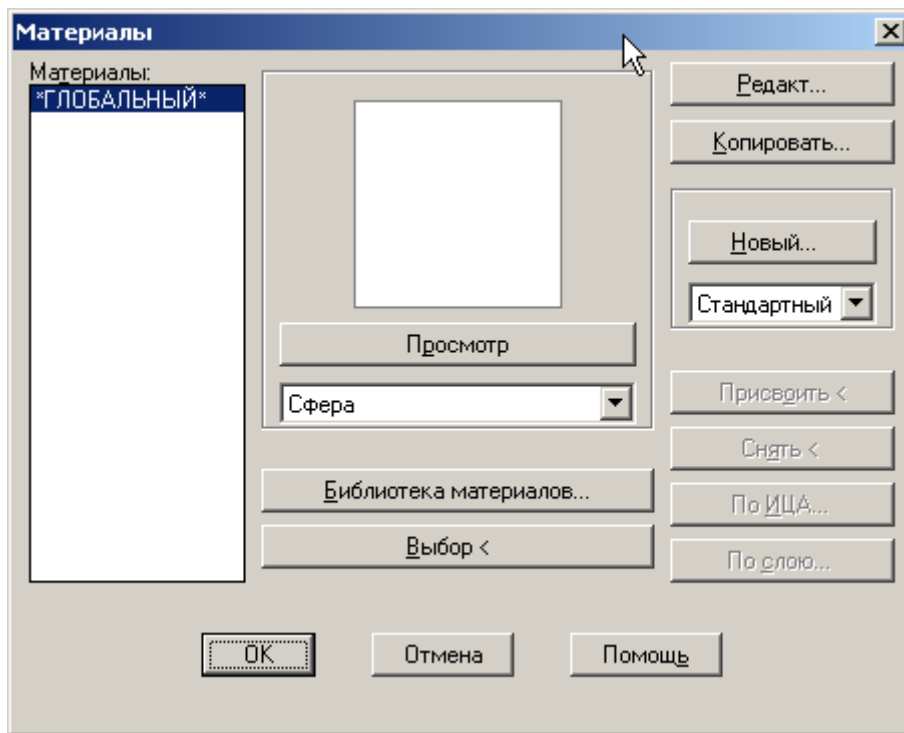 Материалы
Материалы:
*ГЛОБАЛЬНЫЙ*
Просмотр
Сфера
Библиотека материалов...
Выбор <
Редакт...
Копировать...
Новый...
Стандартный
Присвоить <
Снять <
По ИЦА...
По слою...
OK
Отмена
Помощь